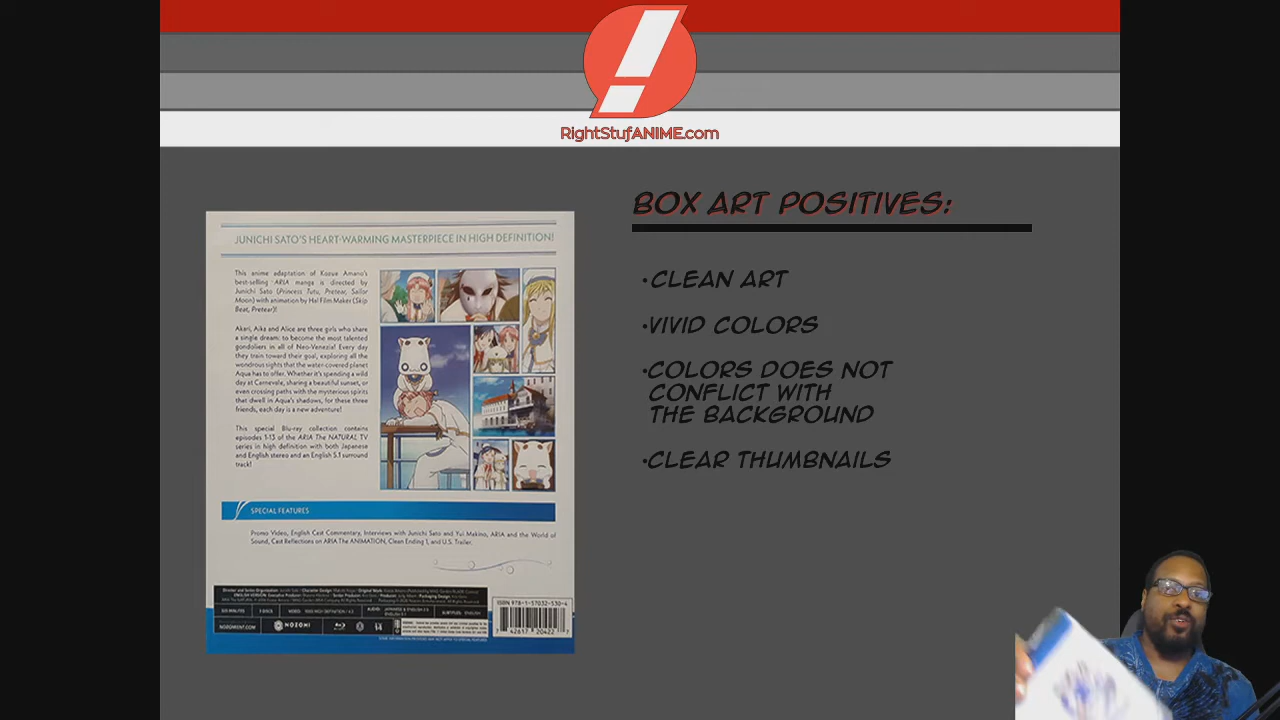 RightStufANIME.com
BOX ART POSITIVES:
•CLEAN ART
•VIVID COLORS
•COLORS DOES NOT
CONFLICT WITH
THE BACKGROUND
•CLEAR THUMBNAILS
JUNICHI SATO'S HEART-WARMING MASTERPIECE IN HIGH DEFINITION!
This anime adaptation of Kozue Amano's
best-selling ARIA manga is directed by
Junichi Sato (Princess Tutu, Pretear, Sailor
Moon) with animation by Hal Film Maker (Skip
Beat, Pretear)!
Akari, Aika and Alice are three girls who share
a single dream: to become the most talented
gondoliers in all of Neo-Venezia! Every day
they train toward their goal, exploring all the
wondrous sights that the water-covered planet
Aqua has to offer. Whether it's spending a wild
day at Carnevale, sharing a beautiful sunset, or
even crossing paths with the mysterious spirits
that dwell in Aqua's shadows, for these three
friends, each day is a new adventure!
This special Blu-ray collection contains
episodes 1-13 of the ARIA The NATURAL TV
series in high definition with both Japanese
and English stereo and an English 5.1 surround
track!
SPECIAL FEATURES
Promo Video, English Cast Commentary, Interviews with Junichi Sato and Yui Makino, ARIA and the World of
Sound, Cast Reflections on ARIA The ANIMATION, Clean Ending 1, and U.S. Trailer.
ISBN 978-1-57032-530-4
NOZOMI